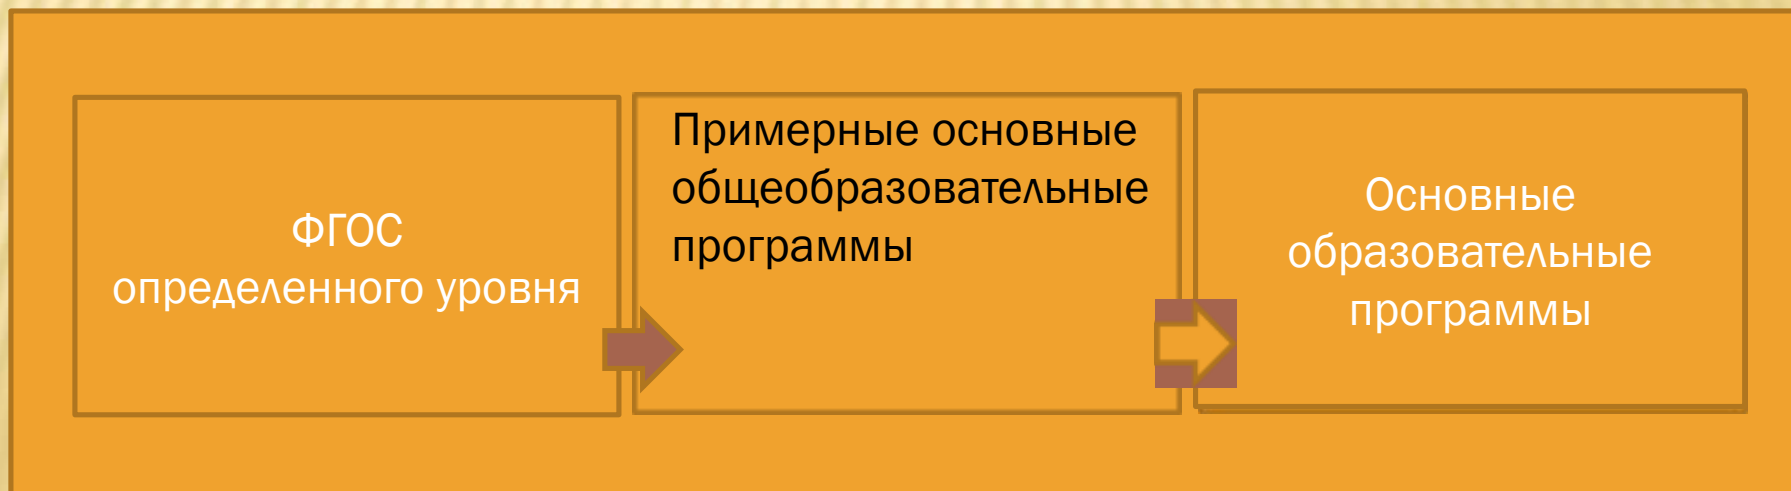 ФГОС
определенного уровня
Примерные основные
общеобразовательные
программы
Основные
образовательные
программы